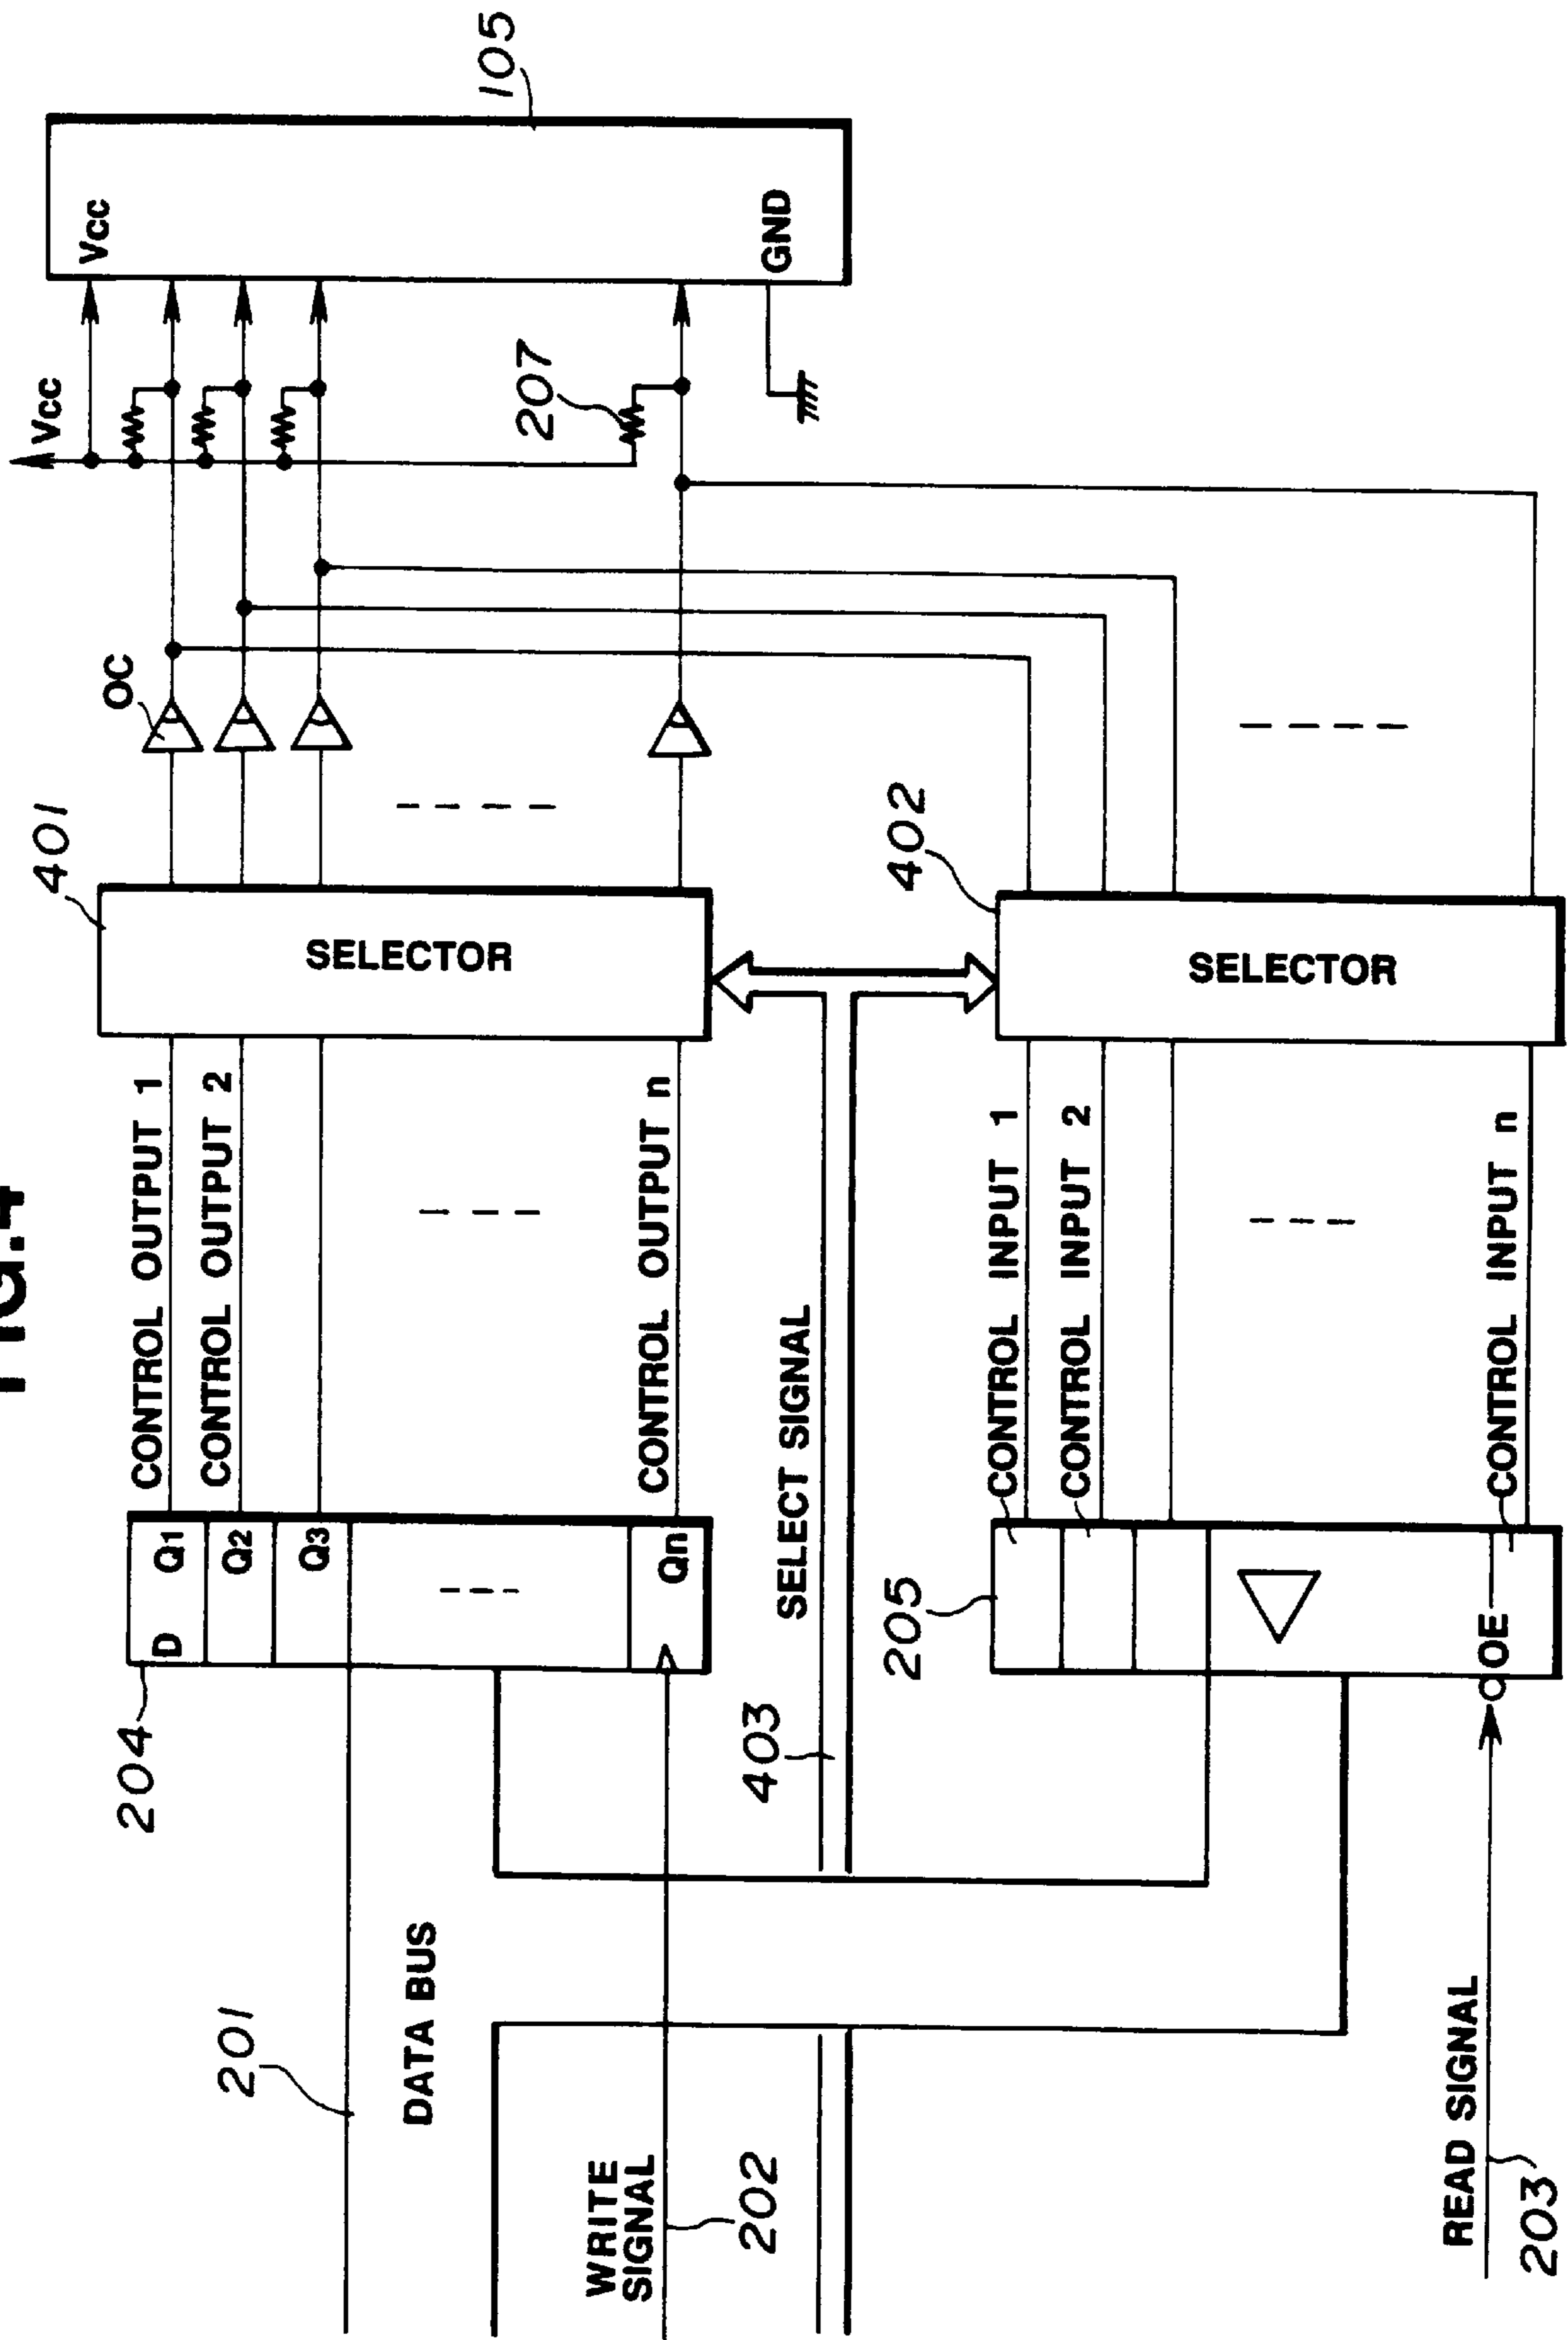 FIG.4
401
OC
Vcc
Vcc
105
204
D
Q1
Q2
Q3
Qn
CONTROL OUTPUT 1
CONTROL OUTPUT 2
CONTROL OUTPUT n
SELECTOR
207
GND
201
DATA BUS
WRITE
SIGNAL
202
403
SELECT SIGNAL
205
CONTROL INPUT 1
CONTROL INPUT 2
CONTROL INPUT n
402
SELECTOR
OE
READ SIGNAL
203